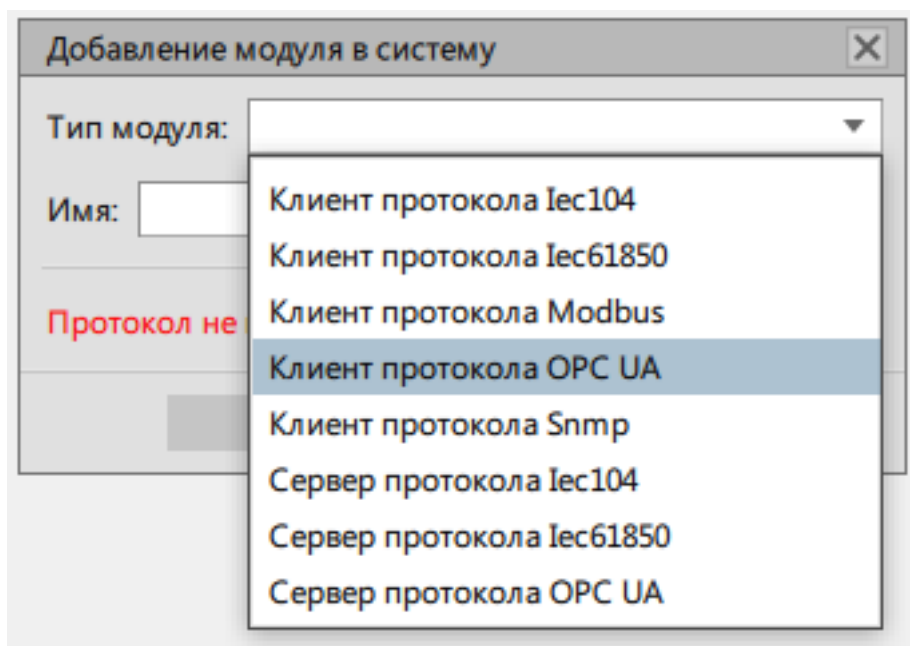 Добавление модуля в систему
Тип модуля:
Имя:
Клиент протокола Iec104
Клиент протокола Iec61850
Протокол не
Клиент протокола Modbus
Клиент протокола OPC UA
Клиент протокола Snmp
Сервер протокола Iec104
Сервер протокола Iec61850
Сервер протокола OPC UA